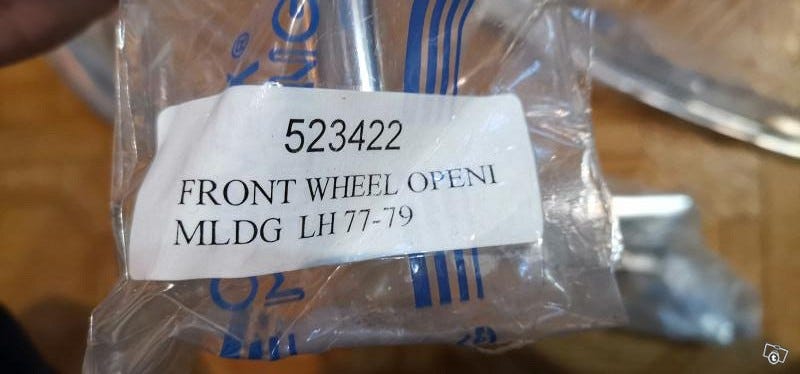 523422
FRONT WHEEL OPENI
MLDG LH 77-79